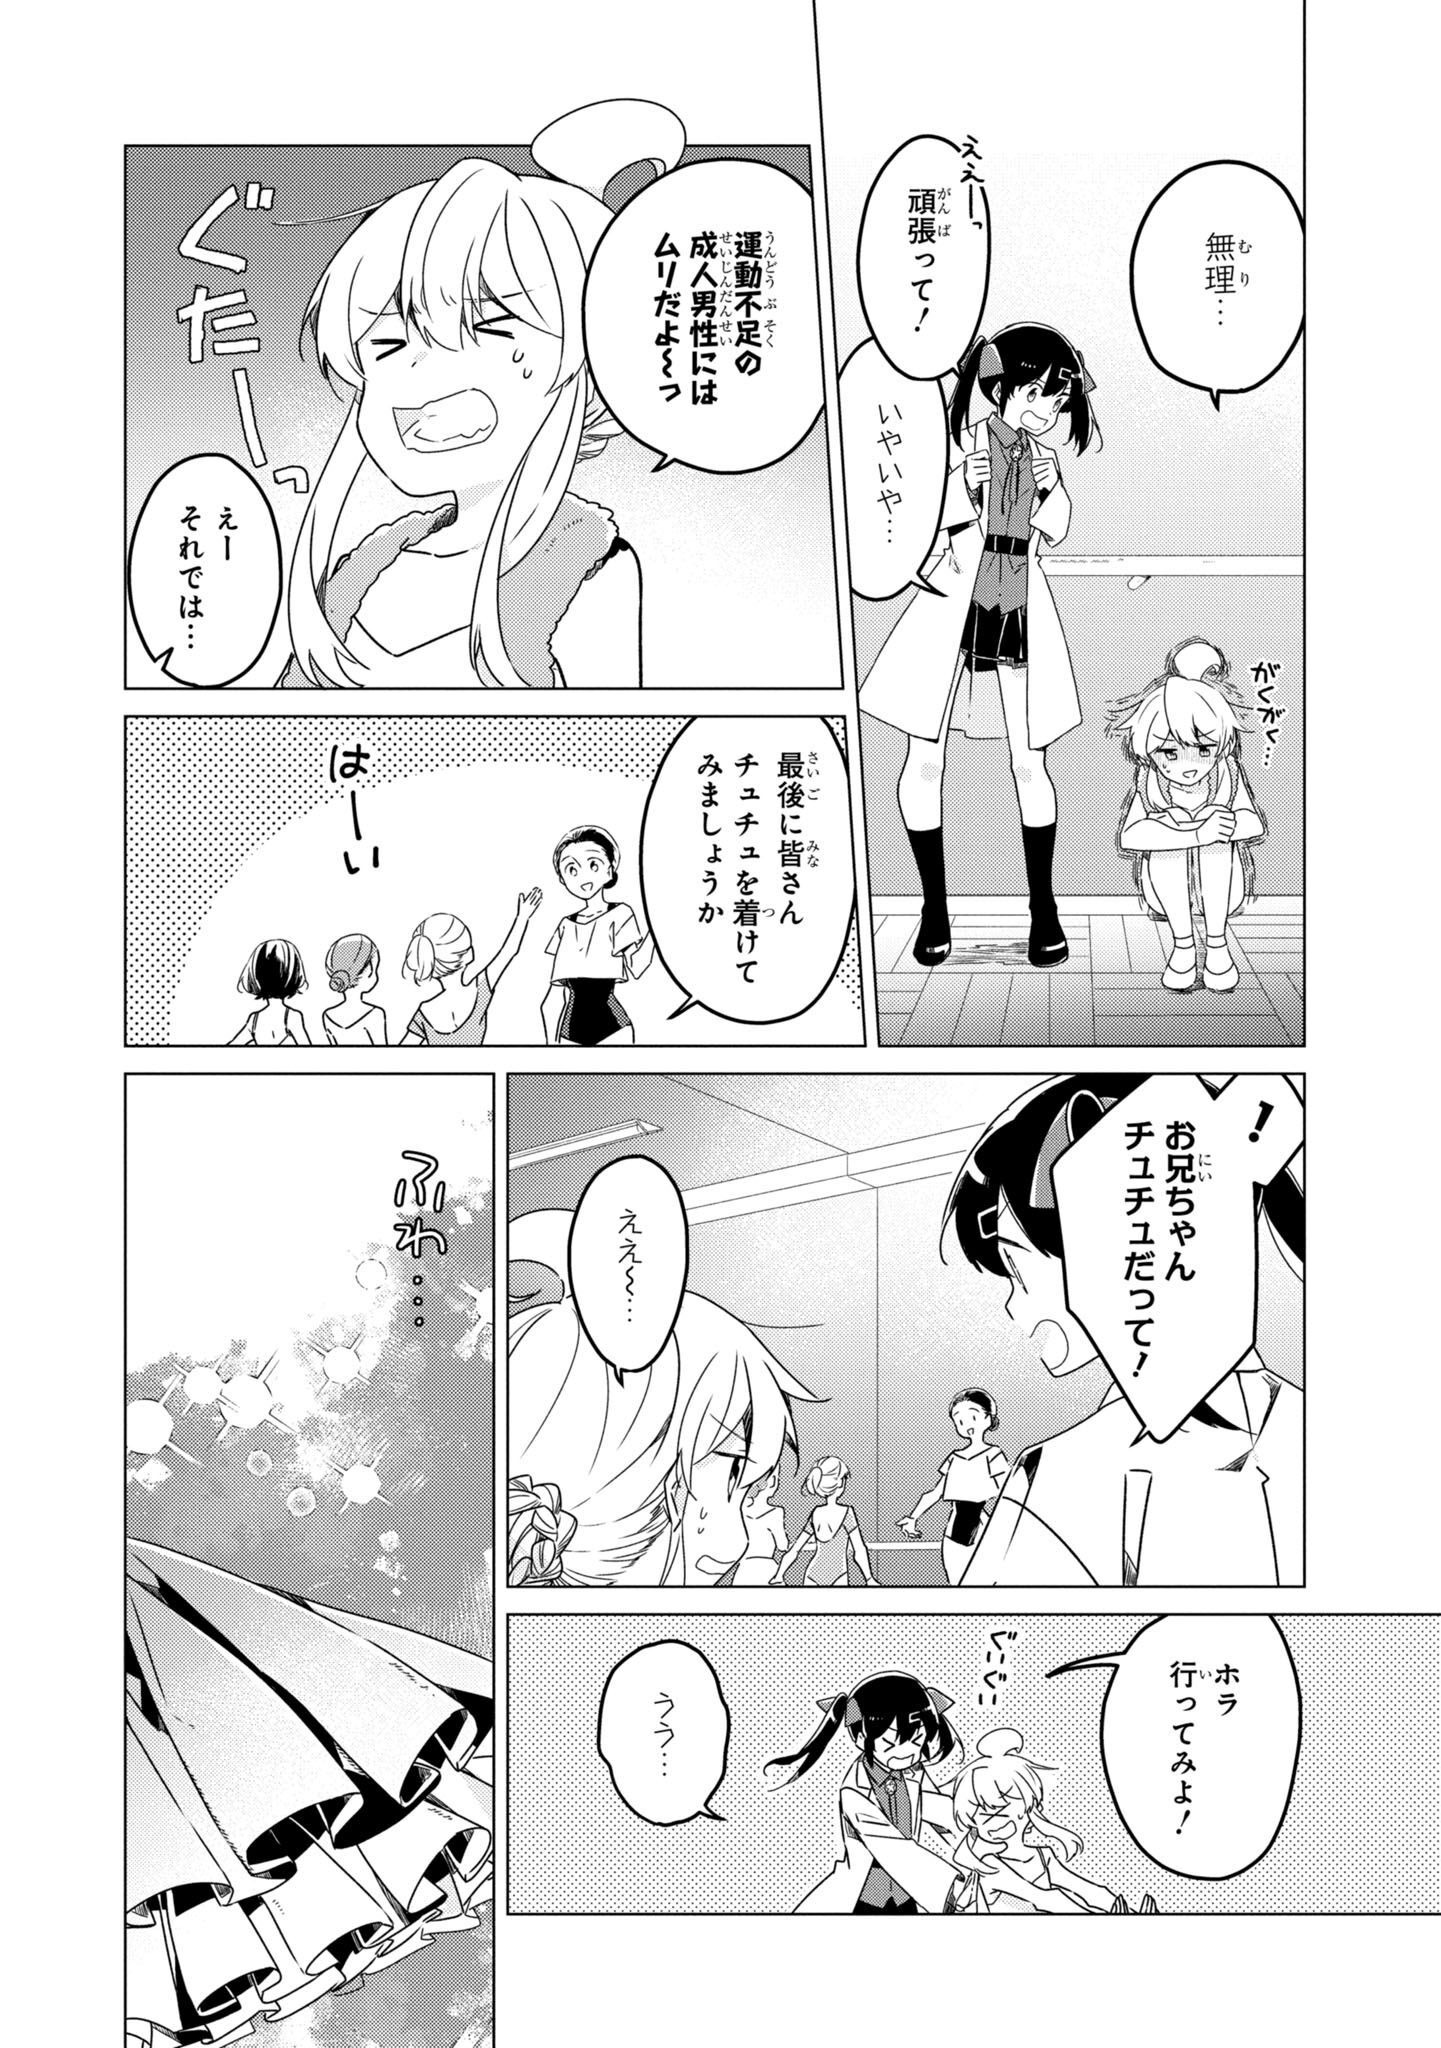 無理…
ええーっ
頑張って！
いやいや…
がくがく…
運動不足の
成人男性には
ムリだよ〜っ
ぐたーっ
えー
それでは…
最後に皆さん
チュチュを着けて
みましょうか
はーい
！
お兄ちゃん
チュチュだって！
ええ〜…
ホラ
行ってみよ！
ぐいぐい
うう…
ふわ…